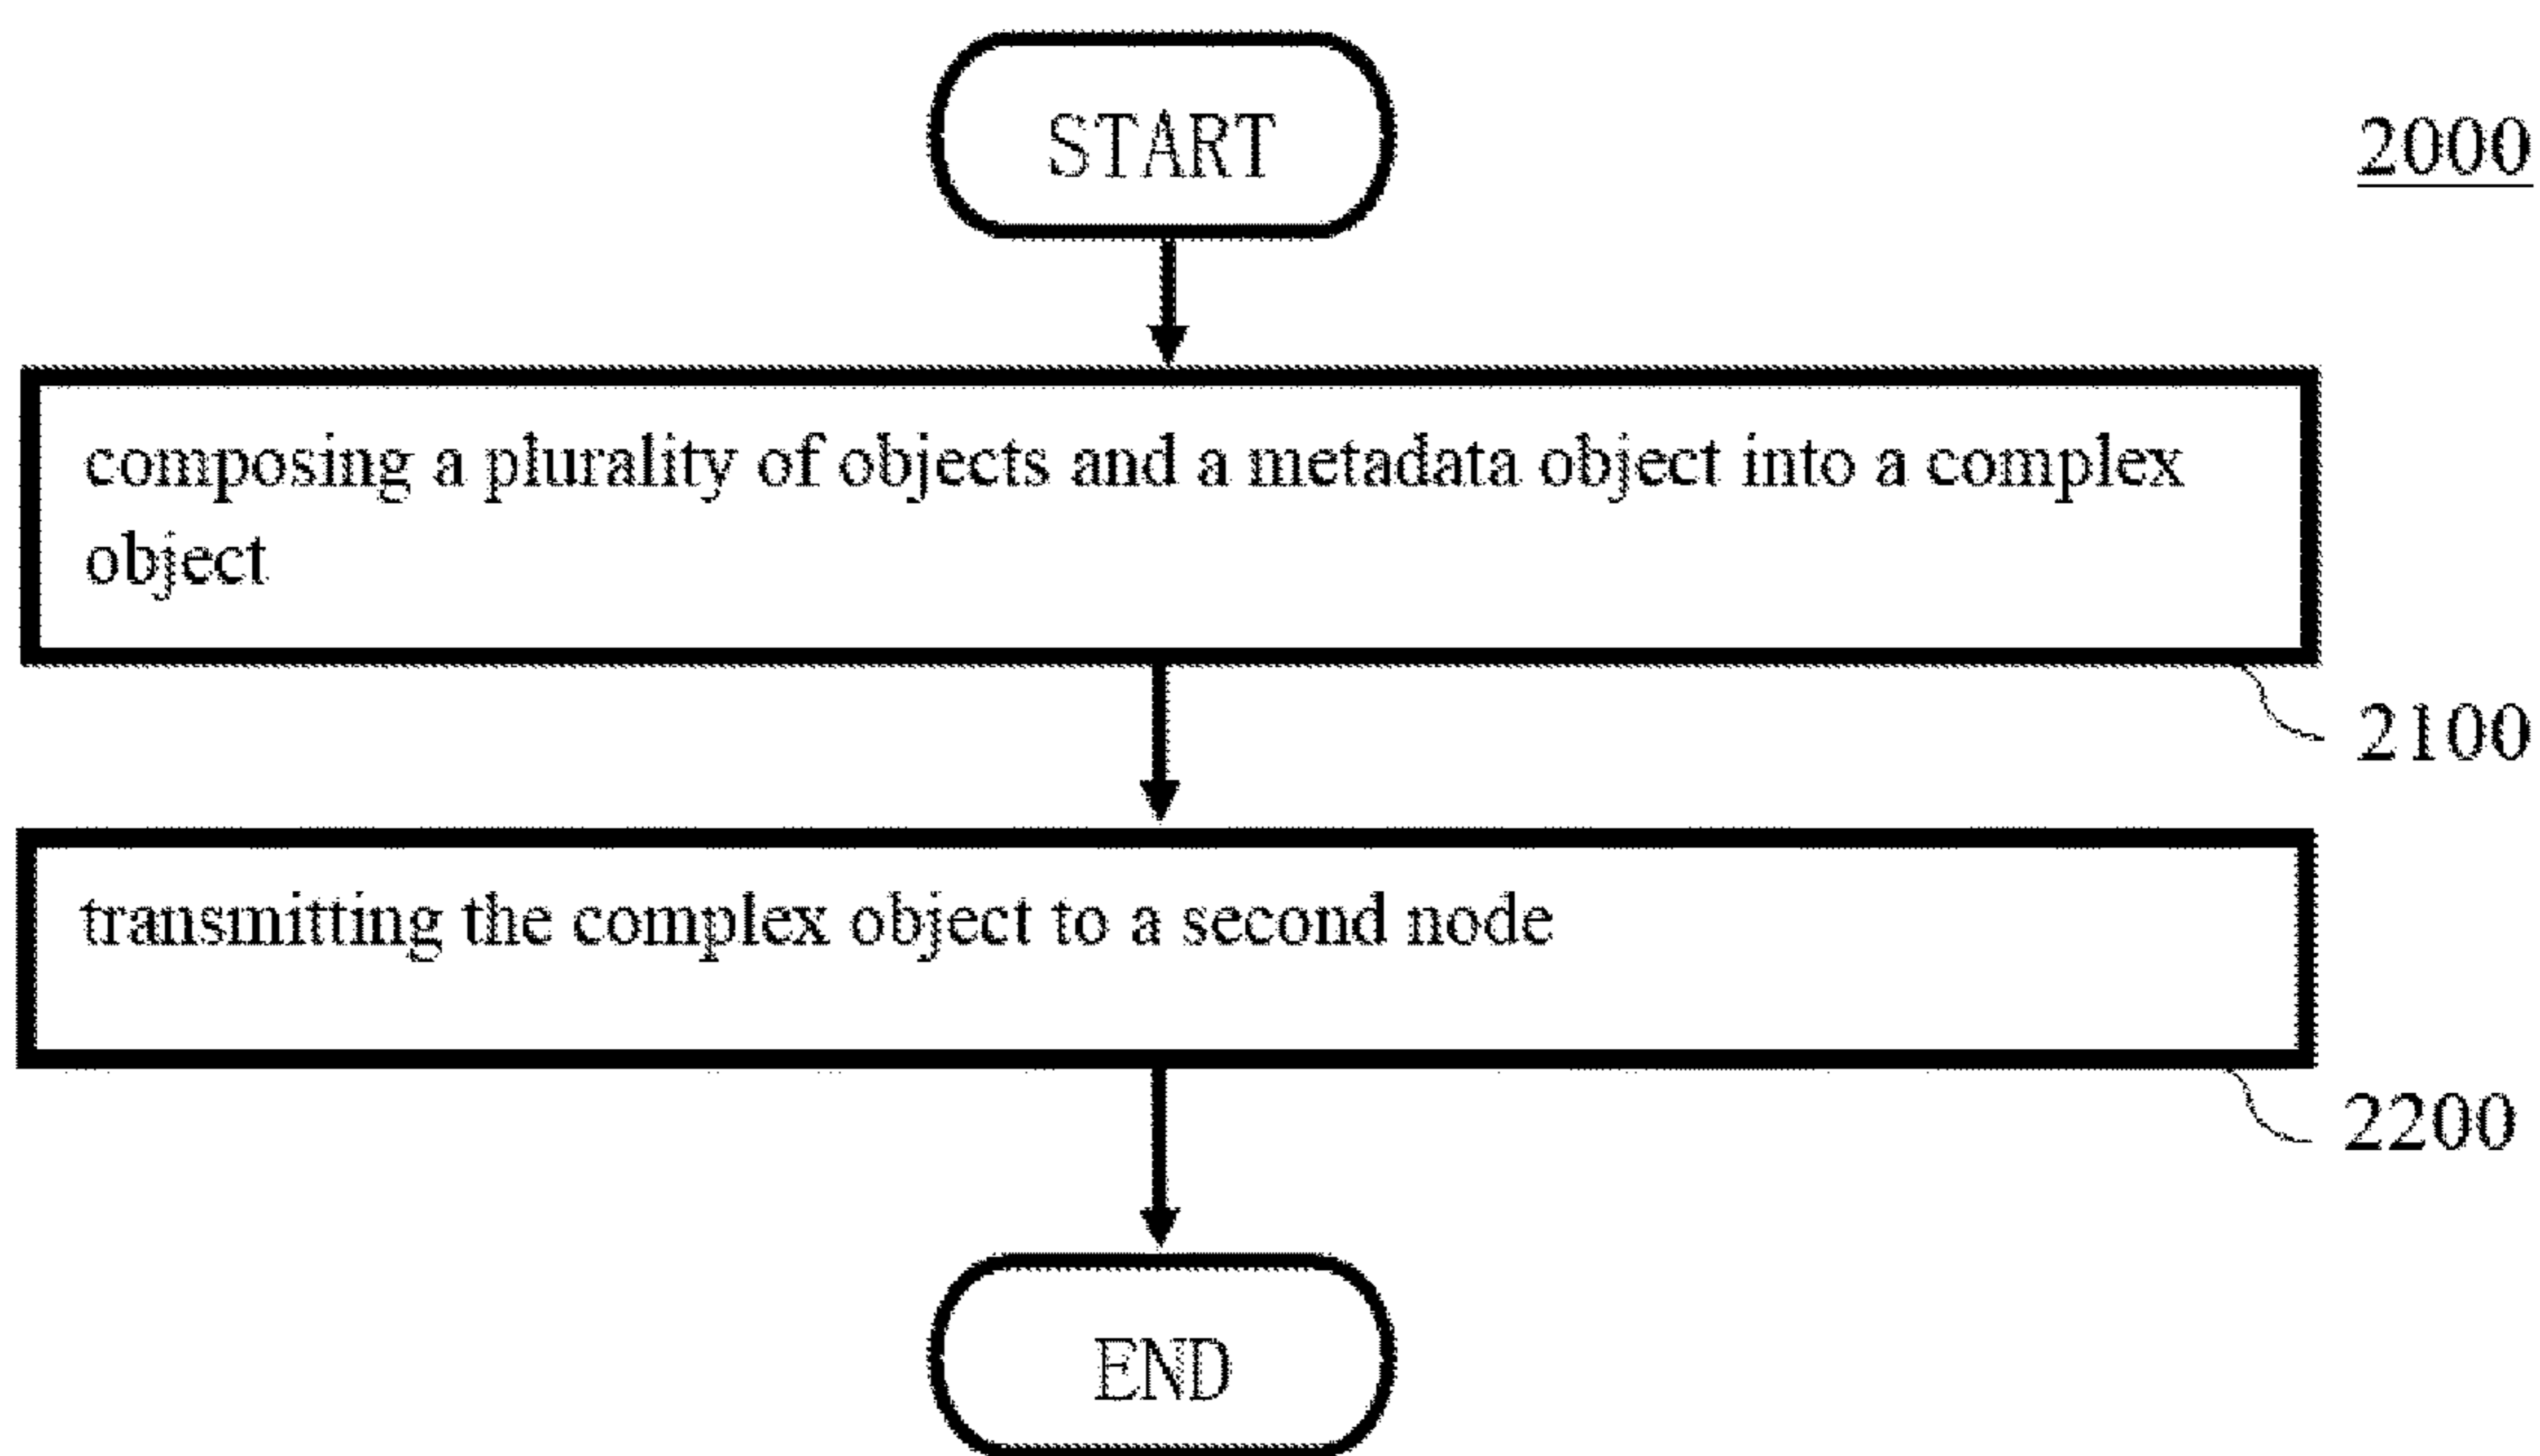 START
2000
composing a plurality of objects and a metadata object into a complex
object
2100
transmitting the complex object to a second node
2200
END